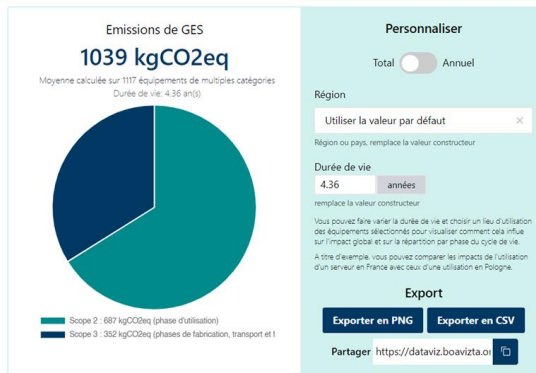 Emissions de GES
1039 kgCO2eq
Moyenne calculée sur 1117 équipements de multiples catégories
Durée de vie: 4.36 an(s)
Scope 2 : 687 kgCO2eq (phase d'utilisation)
Scope 3 : 352 kgCO2eq (phases de fabrication, transport et f
Personnaliser
Total Annuel
Région
Utiliser la valeur par défaut ×
Région ou pays, remplace la valeur constructeur
Durée de vie
4.36 années
remplace la valeur constructeur
Vous pouvez faire varier la durée de vie et choisir un lieu d'utilisation
des équipements sélectionnés pour visualiser comment cela influe
sur l'impact global et sur la répartition par phase du cycle de vie.
A titre d'exemple, vous pouvez comparer les impacts de l'utilisation
d'un serveur en France avec ceux d'une utilisation en Pologne.
Export
Exporter en PNG Exporter en CSV
Partager https://dataviz.boavizta.or